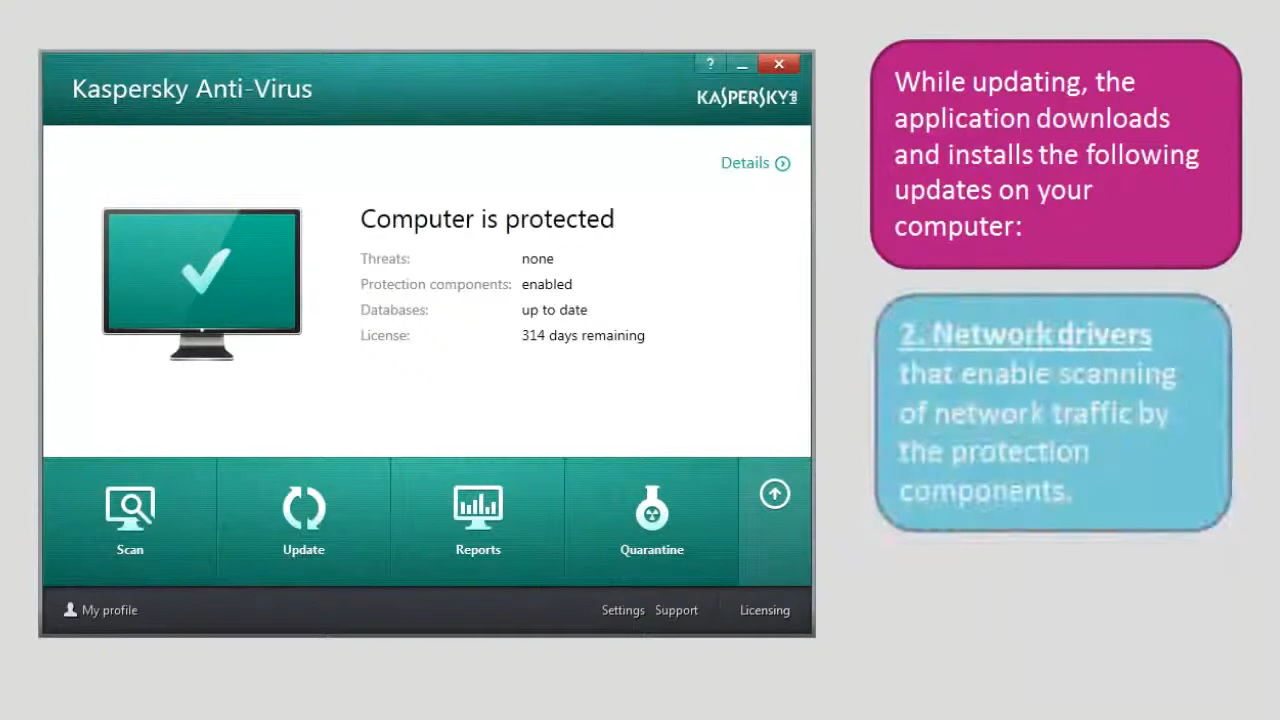 Kaspersky Anti-Virus
?
KASPERSKY lab
Details
Computer is protected
Threats: none
Protection components: enabled
Databases: up to date
License: 314 days remaining
Scan
Update
Reports
Quarantine
My profile
Settings
Support
Licensing
While updating, the
application downloads
and installs the following
updates on your
computer:
2. Network drivers
that enable scanning
of network traffic by
the protection
components.